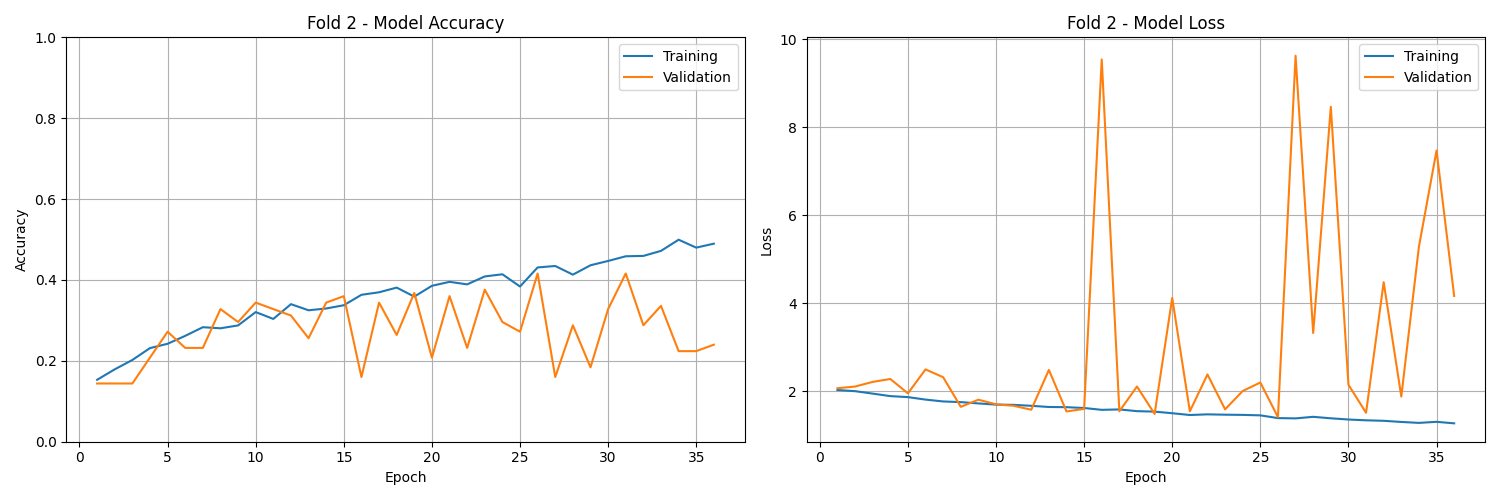 Fold 2 - Model Accuracy
1.0
0.8
0.6
0.4
0.2
0.0
Accuracy
0 5 10 15 20 25 30 35
Epoch
Training
Validation
Fold 2 - Model Loss
10
8
6
4
2
Loss
0 5 10 15 20 25 30 35
Epoch
Training
Validation